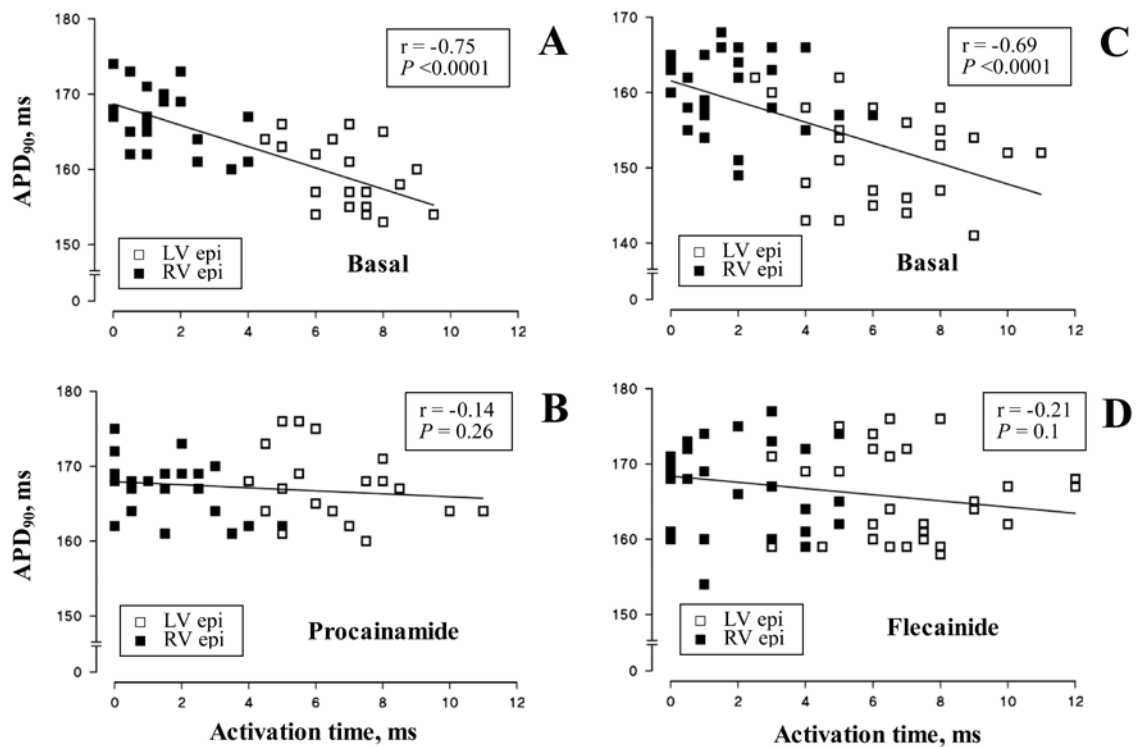 A
r = -0.75
P <0.0001
APD90, ms
180
170
160
150
0
LV epi
RV epi
Basal
0 2 4 6 8 10 12
C
r = -0.69
P <0.0001
170
160
150
140
0
LV epi
RV epi
Basal
0 2 4 6 8 10 12
B
r = -0.14
P = 0.26
APD90, ms
180
170
160
150
0
LV epi
RV epi
Procainamide
0 2 4 6 8 10 12
Activation time, ms
D
r = -0.21
P = 0.1
180
170
160
150
0
LV epi
RV epi
Flecainide
0 2 4 6 8 10 12
Activation time, ms